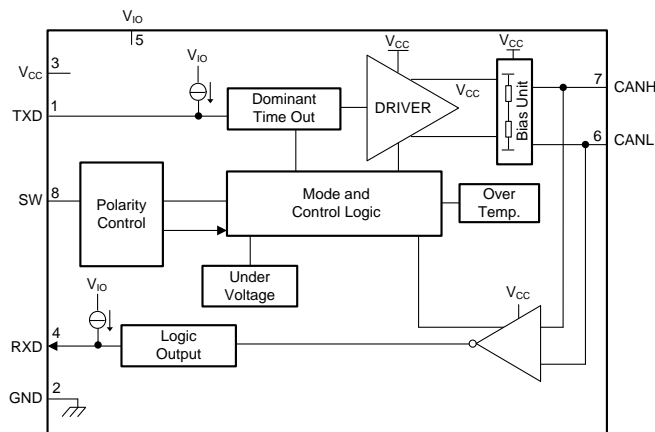 VIO
5
VCC
3
TXD
1
VIO
Dominant
Time Out
VCC
DRIVER
VCC
VCC
Bias Unit
7
CANH
6
CANL
SW
8
Polarity
Control
Mode and
Control Logic
Over
Temp.
Under
Voltage
VIO
RXD
4
Logic
Output
VCC
GND
2